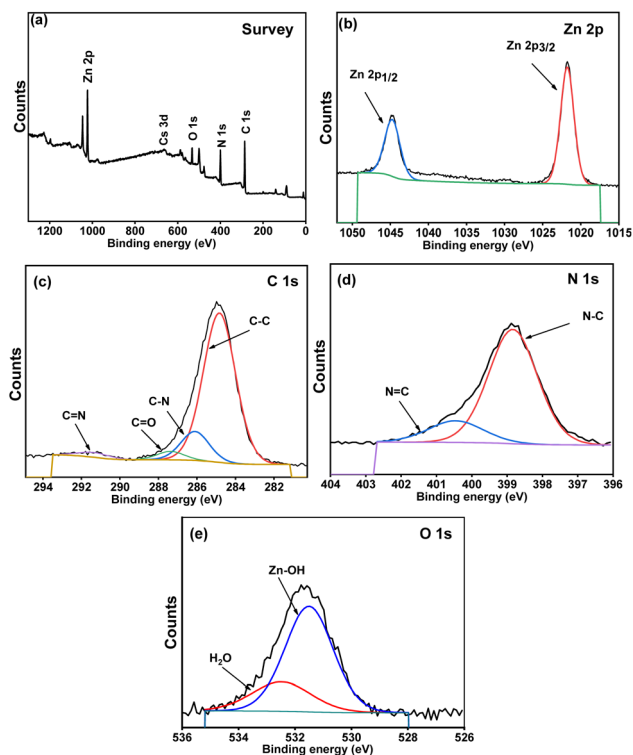 (a)
Survey
Counts
Zn 2p
Cs 3d
O 1s
N 1s
C 1s
1200 1000 800 600 400 200 0
Binding energy (eV)
(b)
Zn 2p
Counts
Zn 2p1/2
Zn 2p3/2
1050 1045 1040 1035 1030 1025 1020 1015
Binding energy (eV)
(c)
C 1s
Counts
C-C
C-N
C=O
C=N
294 292 290 288 286 284 282
Binding energy (eV)
(d)
N 1s
Counts
N-C
N=C
404 403 402 401 400 399 398 397 396
Binding energy (eV)
(e)
O 1s
Counts
Zn-OH
H₂O
536 534 532 530 528 526
Binding energy (eV)